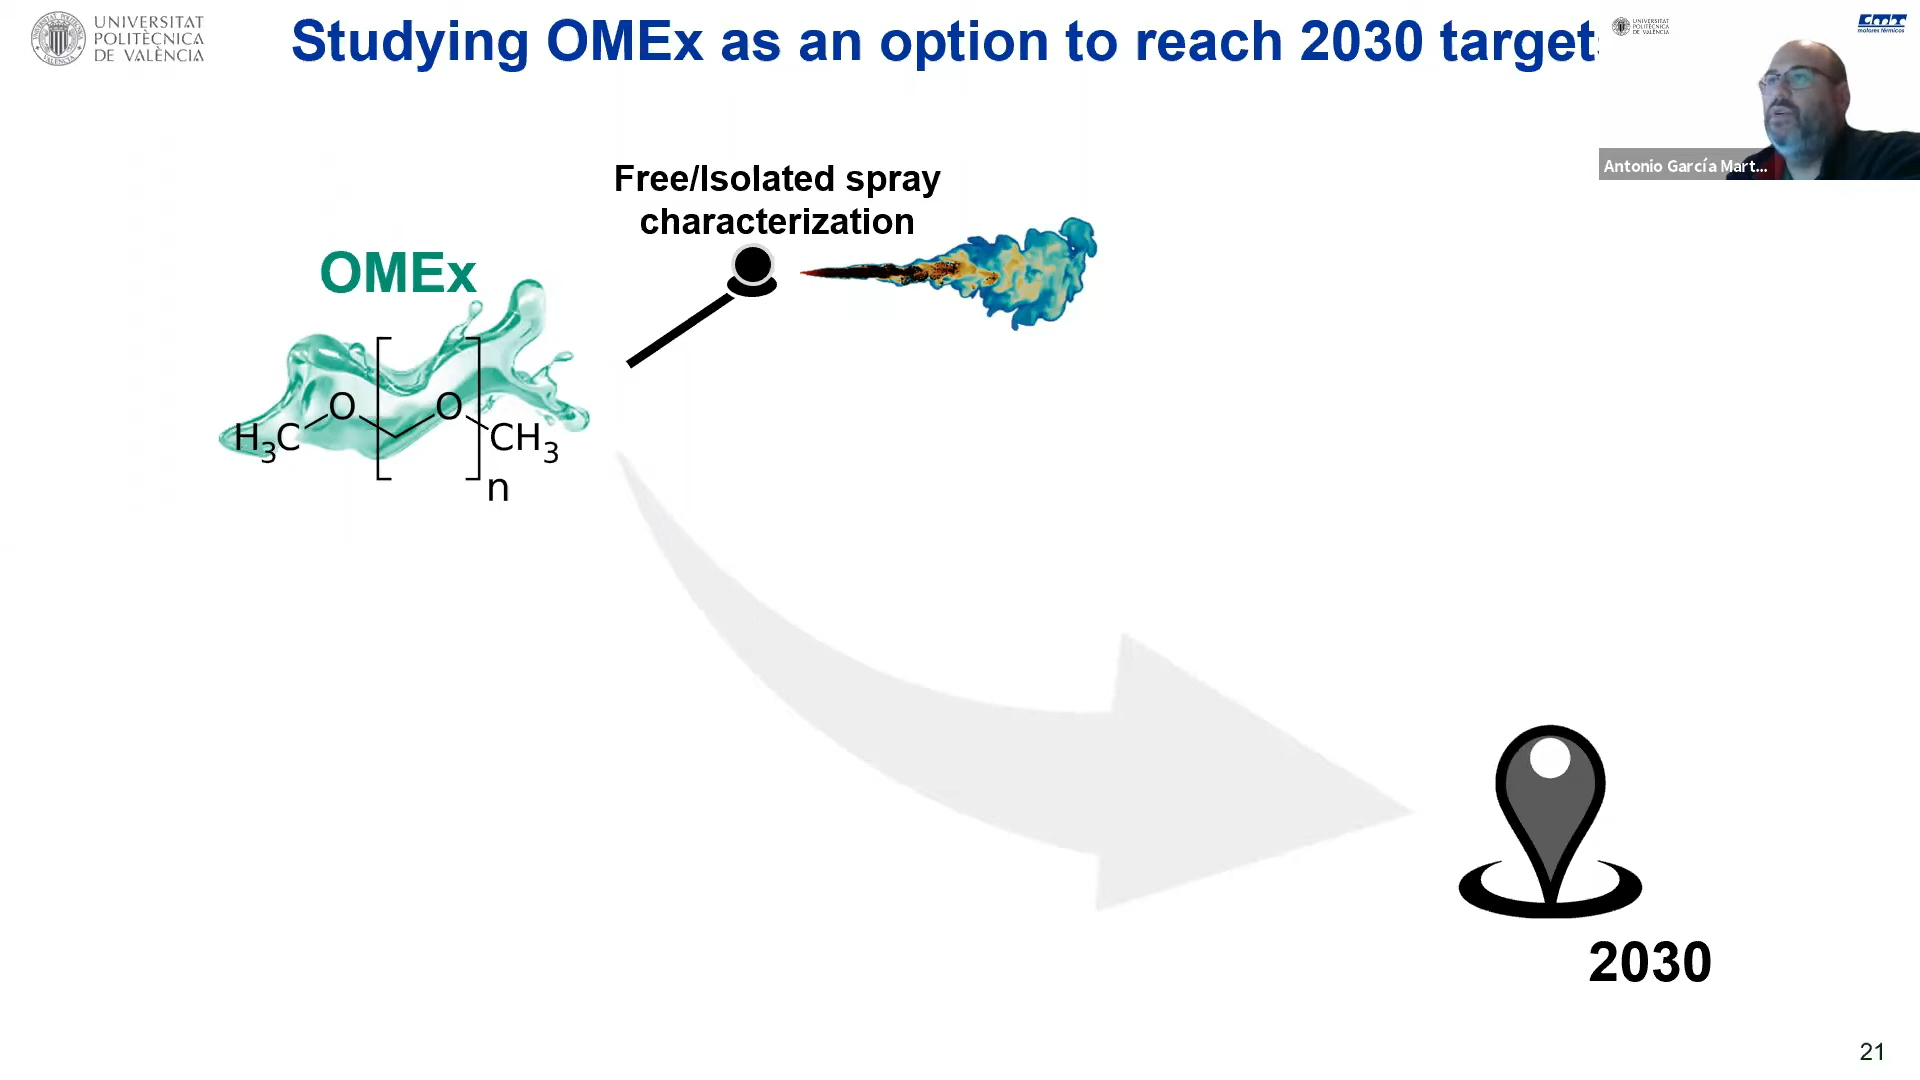 UNIVERSITAT
POLITÈCNICA
DE VALÈNCIA
Studying OMEx as an option to reach 2030 target
UNIVERSITAT
POLITÈCNICA
DE VALÈNCIA
CMT
motores térmicos
Antonio García Mart...
Free/Isolated spray
characterization
OMEx
H3C O O CH3
n
2030
21